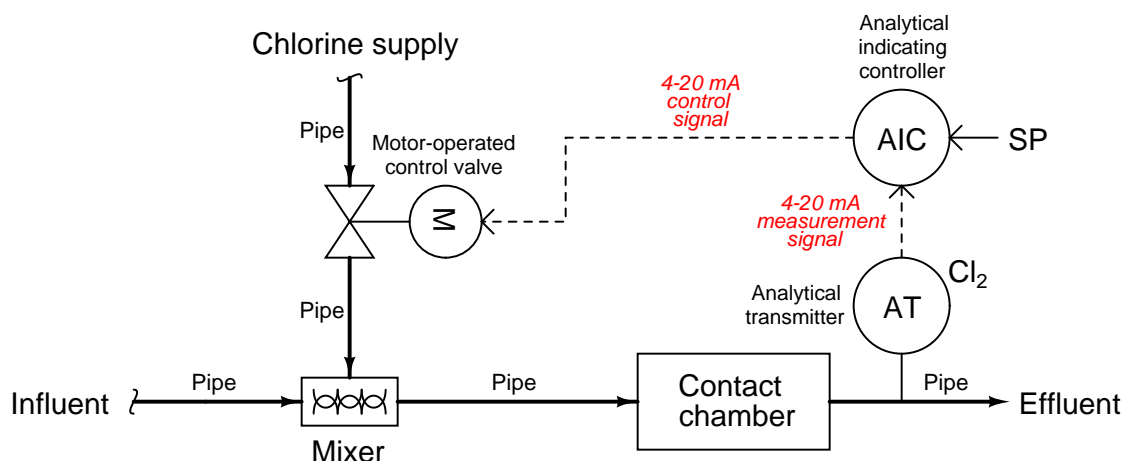 Chlorine supply
Analytical
indicating
controller
4-20 mA
control
signal
Pipe
Motor-operated
control valve
AIC
SP
M
4-20 mA
measurement
signal
Cl₂
Pipe
Analytical
transmitter
AT
Influent
Pipe
Pipe
Contact
chamber
Pipe
Effluent
Mixer